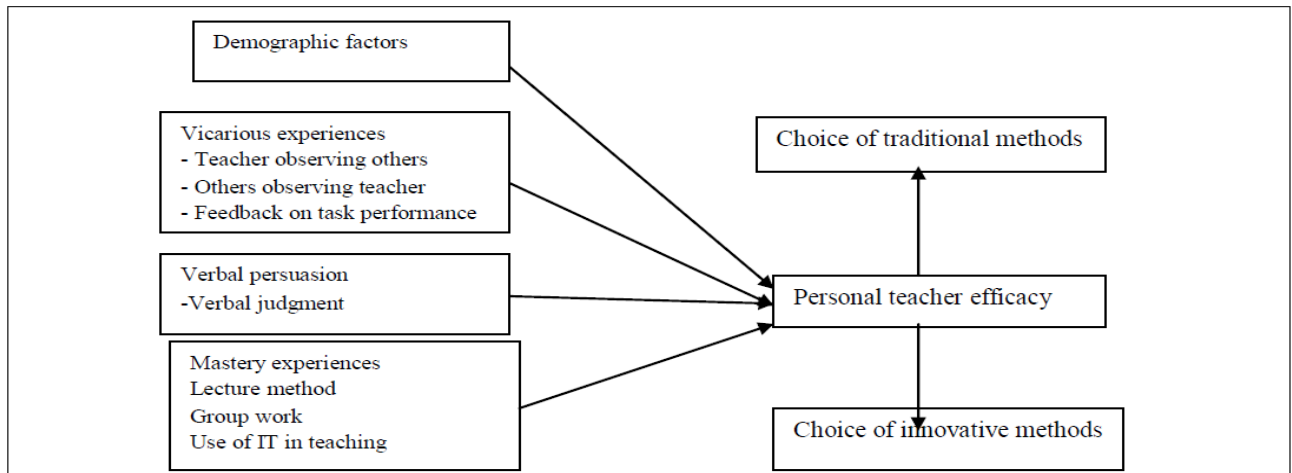 Demographic factors
Vicarious experiences
- Teacher observing others
- Others observing teacher
- Feedback on task performance
Verbal persuasion
-Verbal judgment
Mastery experiences
Lecture method
Group work
Use of IT in teaching
Choice of traditional methods
Personal teacher efficacy
Choice of innovative methods